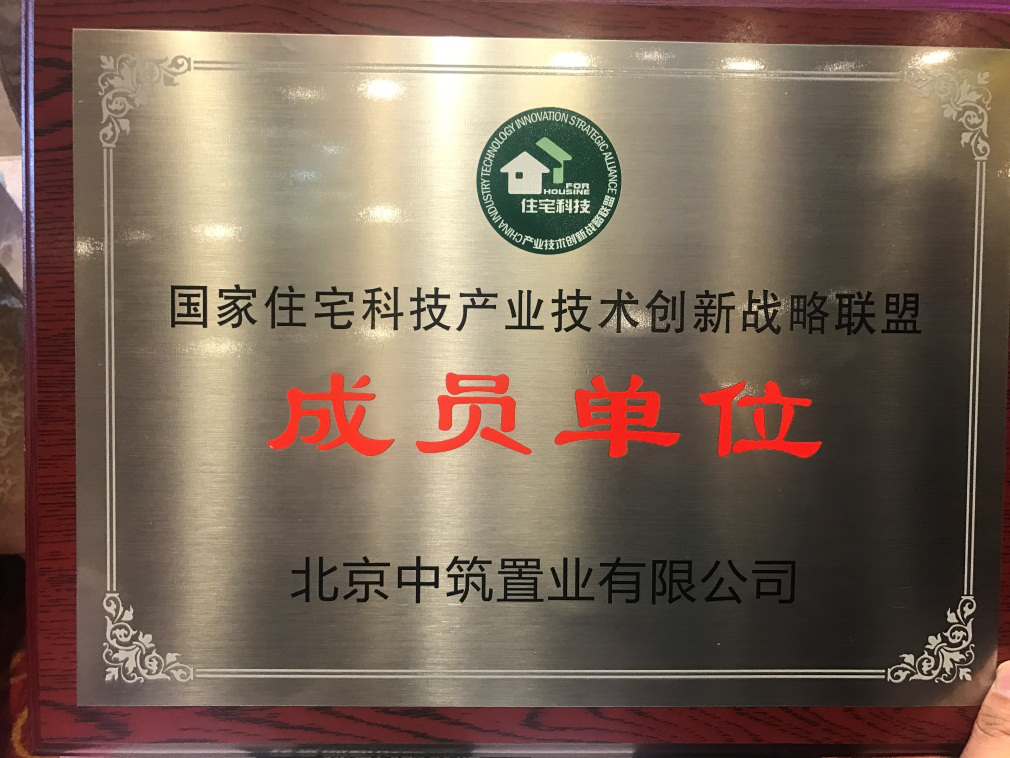 CHINA INDUSTRY TECHNOLOGY INNOVATION STRATEGIC ALLIANCE
FOR
HOUSINE
住宅科技
产业技术创新战略联盟
国家住宅科技产业技术创新战略联盟
成员单位
北京中筑置业有限公司